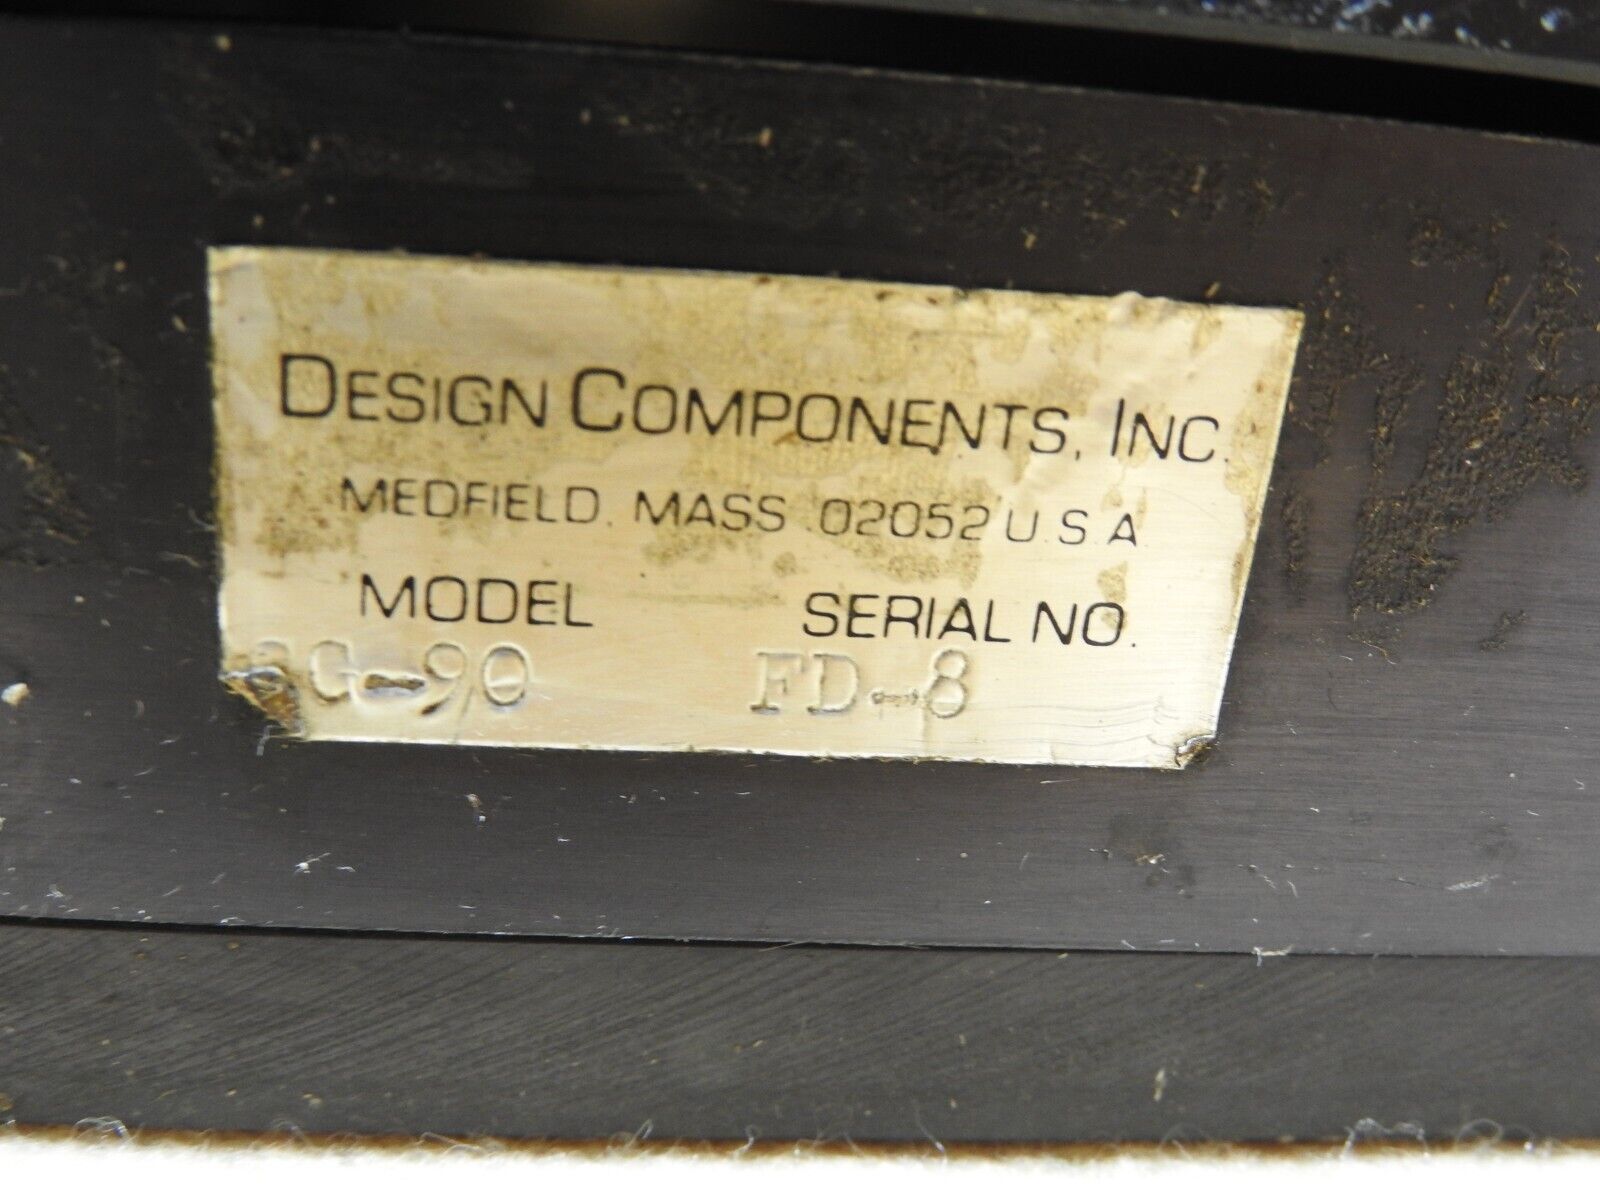 DESIGN COMPONENTS, INC.
MEDFIELD, MASS. 02052 U.S.A.
MODEL SERIAL NO.
FD-8